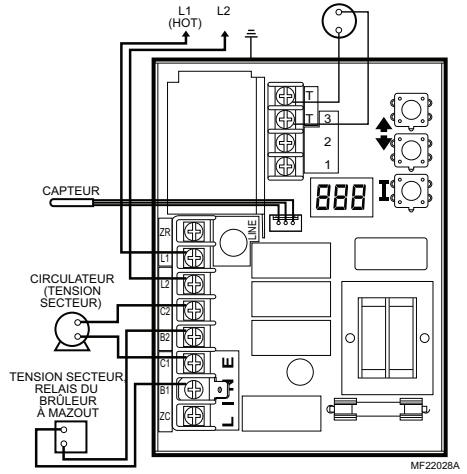 L1 L2
(HOT)
T
T 3
2
1
CAPTEUR
888
I
LINE
ZR
L1
L2
CIRCULATEUR
(TENSION
SECTEUR)
C2
B2
C1
TENSION SECTEUR,
RELAIS DU
BRÛLEUR
À MAZOUT
B1
ZC
LINE
MF22028A